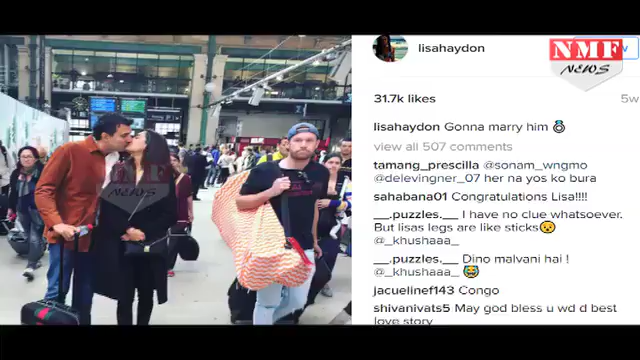 lisahaydon
NMF
NEWS
31.7k likes
5w
lisahaydon Gonna marry him 💍
view all 507 comments
tamang_prescilla @sonam_wngmo
@delevingner_07 her na yos ko bura
sahabana01 Congratulations Lisa!!!!
__.puzzles.__ I have no clue whatsoever.
But lisas legs are like sticks😯
@_khushaaa_
__.puzzles.__ Dino malvani hai !
@_khushaaa_ 😂
jacuelinef143 Congo
shivanivats5 May god bless u wd d best
love story
NMF
NEWS